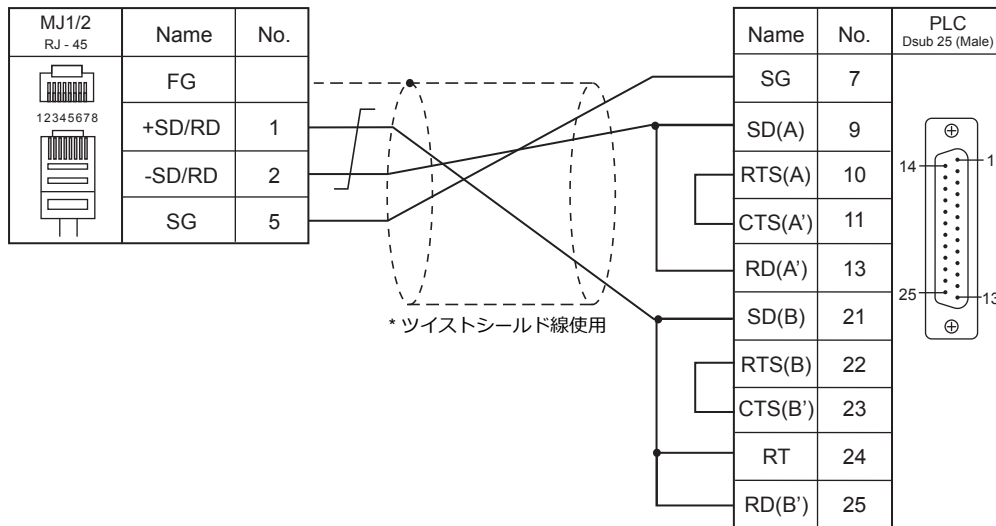 MJ1/2
RJ - 45
Name No.
FG
12345678
+SD/RD 1
-SD/RD 2
SG 5
* ツイストシールド線使用
Name No.
PLC
Dsub 25 (Male)
SG 7
SD(A) 9
RTS(A) 10
CTS(A') 11
RD(A') 13
SD(B) 21
RTS(B) 22
CTS(B') 23
RT 24
RD(B') 25
14
1
25
13